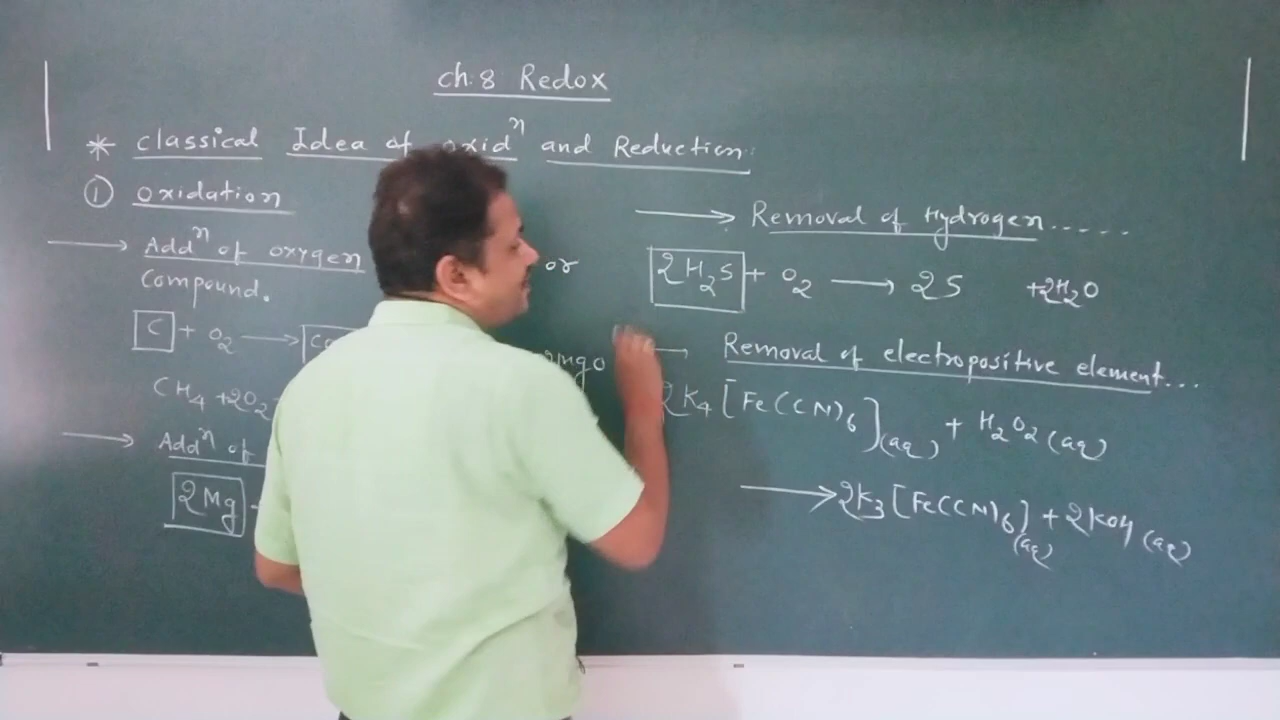 ch.8 Redox
* classical Idea of oxidⁿ and Reduction:
① oxidation
→ Addⁿ of oxygen
or
compound.
C + O₂ → 
CH₄ + 2O₂
2MgO
→ Addⁿ of
2Mg
→ Removal of Hydrogen.....
2H₂S + O₂ → 2S + 2H₂O
→ Removal of electropositive element...
2K₄[Fe(CN)₆](aq) + H₂O₂(aq)
→ 2K₃[Fe(CN)₆](aq) + 2KOH(aq)